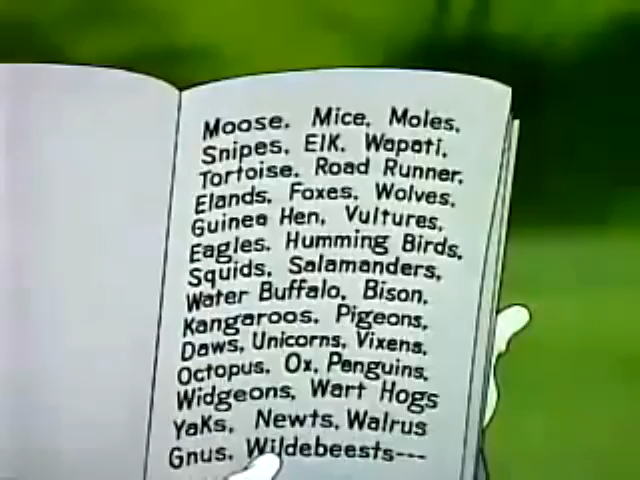 Moose. Mice. Moles.
Snipes. Elk. Wapati.
Tortoise. Road Runner.
Elands. Foxes. Wolves.
Guinea Hen. Vultures.
Eagles. Humming Birds.
Squids. Salamanders,
Water Buffalo, Bison.
Kangaroos. Pigeons,
Daws, Unicorns, Vixens,
Octopus. Ox, Penguins,
Widgeons, Wart Hogs
Yaks, Newts, Walrus
Gnus. Wildebeests---